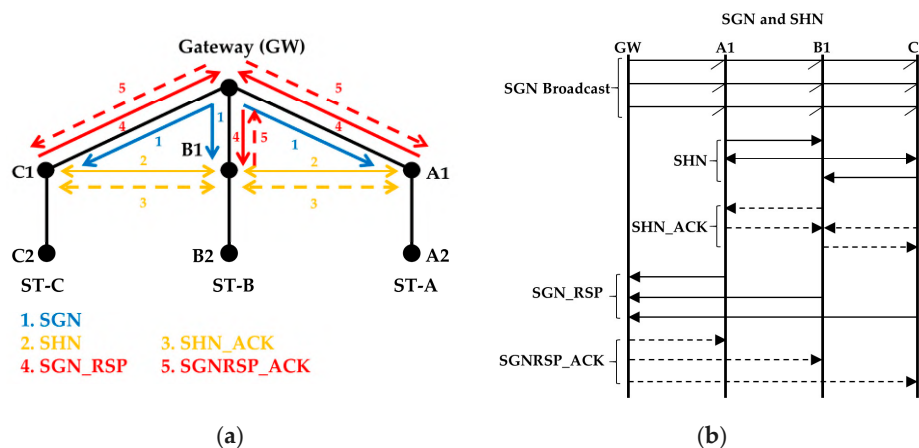 Gateway (GW)
5
5
4
4
1
1
4
5
1
B1
C1
2
2
A1
3
3
C2
B2
A2
ST-C
ST-B
ST-A
1. SGN
2. SHN
3. SHN_ACK
4. SGN_RSP
5. SGNRSP_ACK
(a)
SGN and SHN
GW
A1
B1
C
SGN Broadcast
SHN
SHN_ACK
SGN_RSP
SGNRSP_ACK
(b)